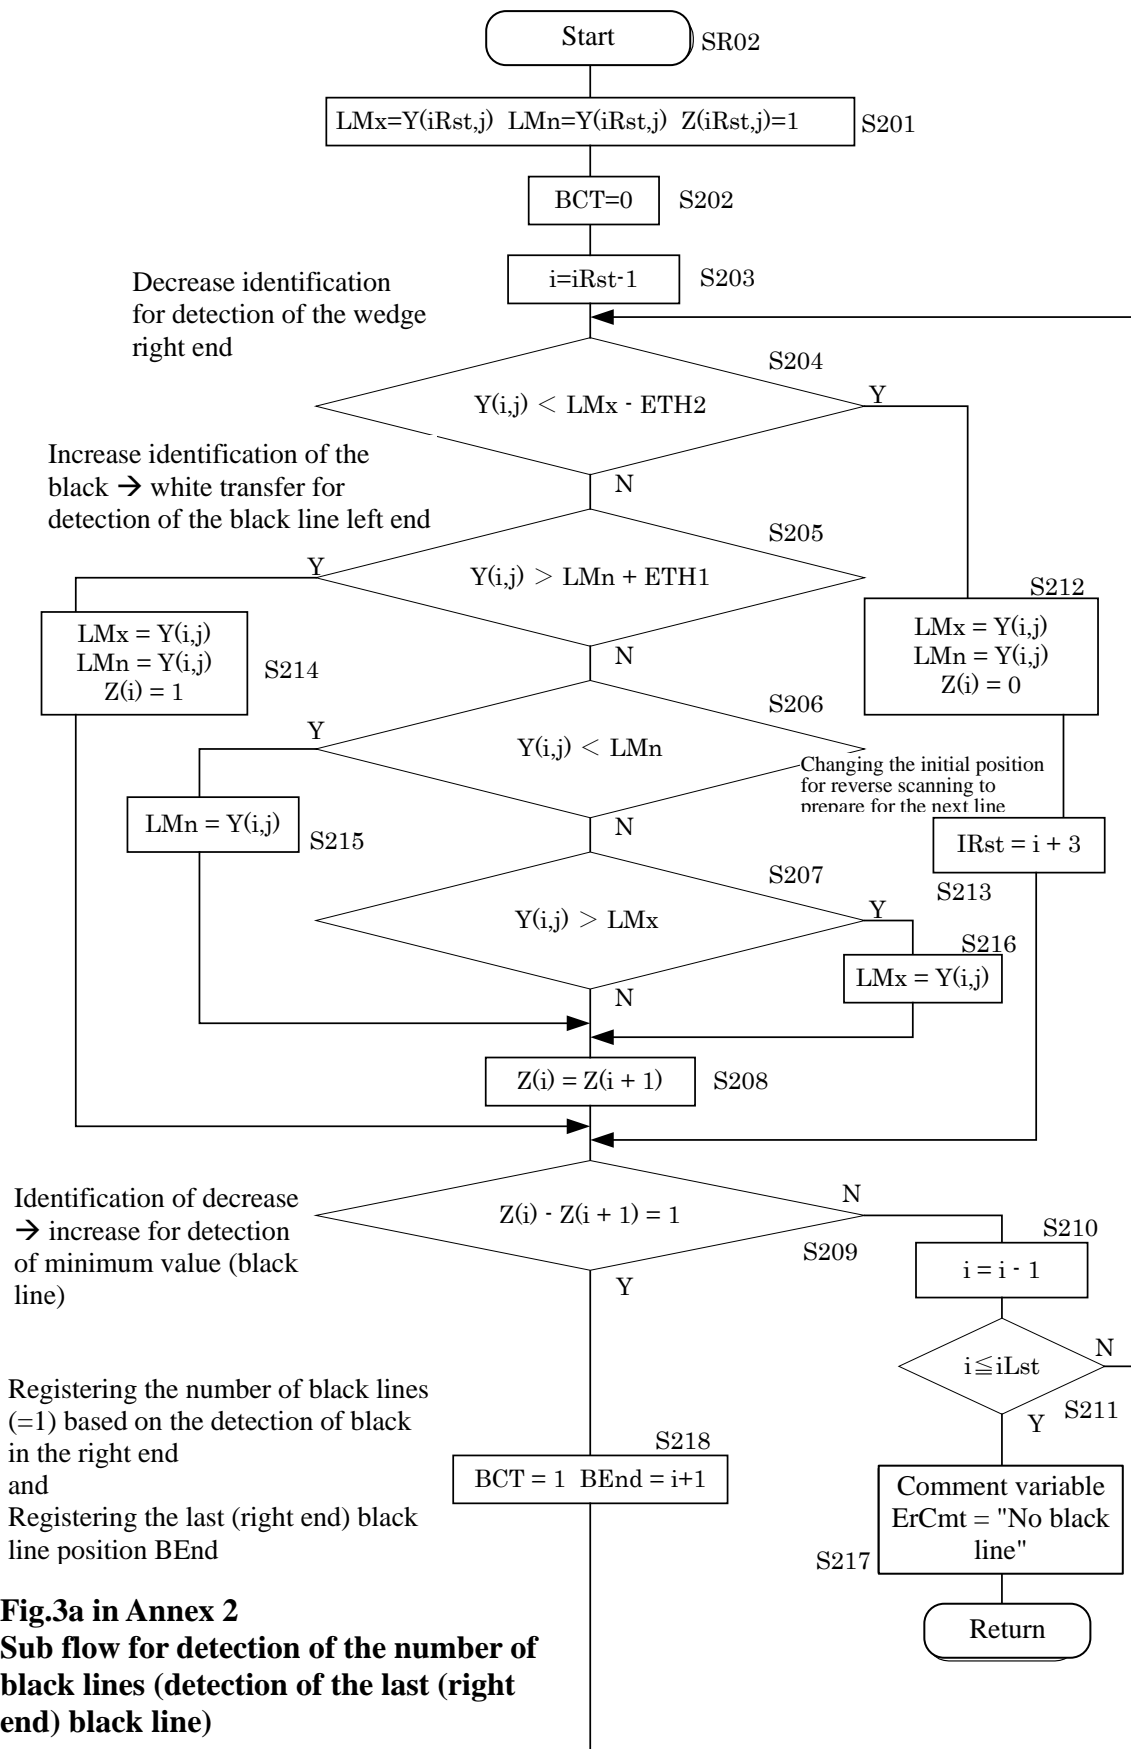 Start
SR02
LMx=Y(iRst,j) LMn=Y(iRst,j) Z(iRst,j)=1
S201
BCT=0
S202
i=iRst-1
S203
Decrease identification
for detection of the wedge
right end
S204
Y(i,j) < LMx - ETH2
Y
N
Increase identification of the
black → white transfer for
detection of the black line left end
S205
Y
Y(i,j) > LMn + ETH1
N
S212
LMx = Y(i,j)
LMn = Y(i,j)
Z(i) = 0
LMx = Y(i,j)
LMn = Y(i,j)
Z(i) = 1
S214
S206
Y
Y(i,j) < LMn
N
Changing the initial position
for reverse scanning to
prepare for the next line
LMn = Y(i,j)
S215
IRst = i + 3
S213
S207
Y(i,j) > LMx
Y
N
S216
LMx = Y(i,j)
Z(i) = Z(i + 1)
S208
Identification of decrease
→ increase for detection
of minimum value (black
line)
Z(i) - Z(i + 1) = 1
N
S209
Y
S210
i = i - 1
i≦iLst
N
S211
Y
Registering the number of black lines
(=1) based on the detection of black
in the right end
and
Registering the last (right end) black
line position BEnd
S218
BCT = 1 BEnd = i+1
Comment variable
ErCmt = "No black
line"
S217
Return
Fig.3a in Annex 2
Sub flow for detection of the number of
black lines (detection of the last (right
end) black line)